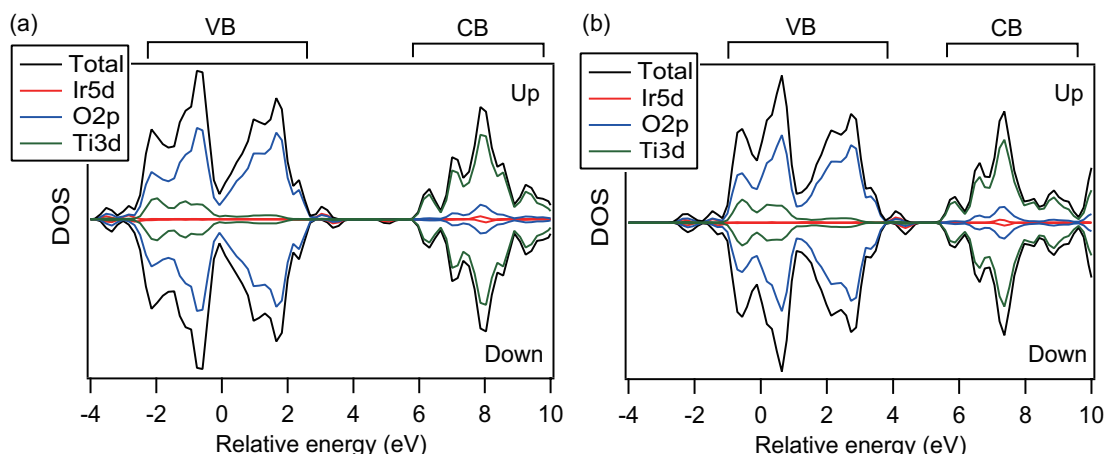 (a)
VB
CB
Total
Ir5d
O2p
Ti3d
Up
Down
DOS
-4 -2 0 2 4 6 8 10
Relative energy (eV)
(b)
VB
CB
Total
Ir5d
O2p
Ti3d
Up
Down
DOS
-4 -2 0 2 4 6 8 10
Relative energy (eV)